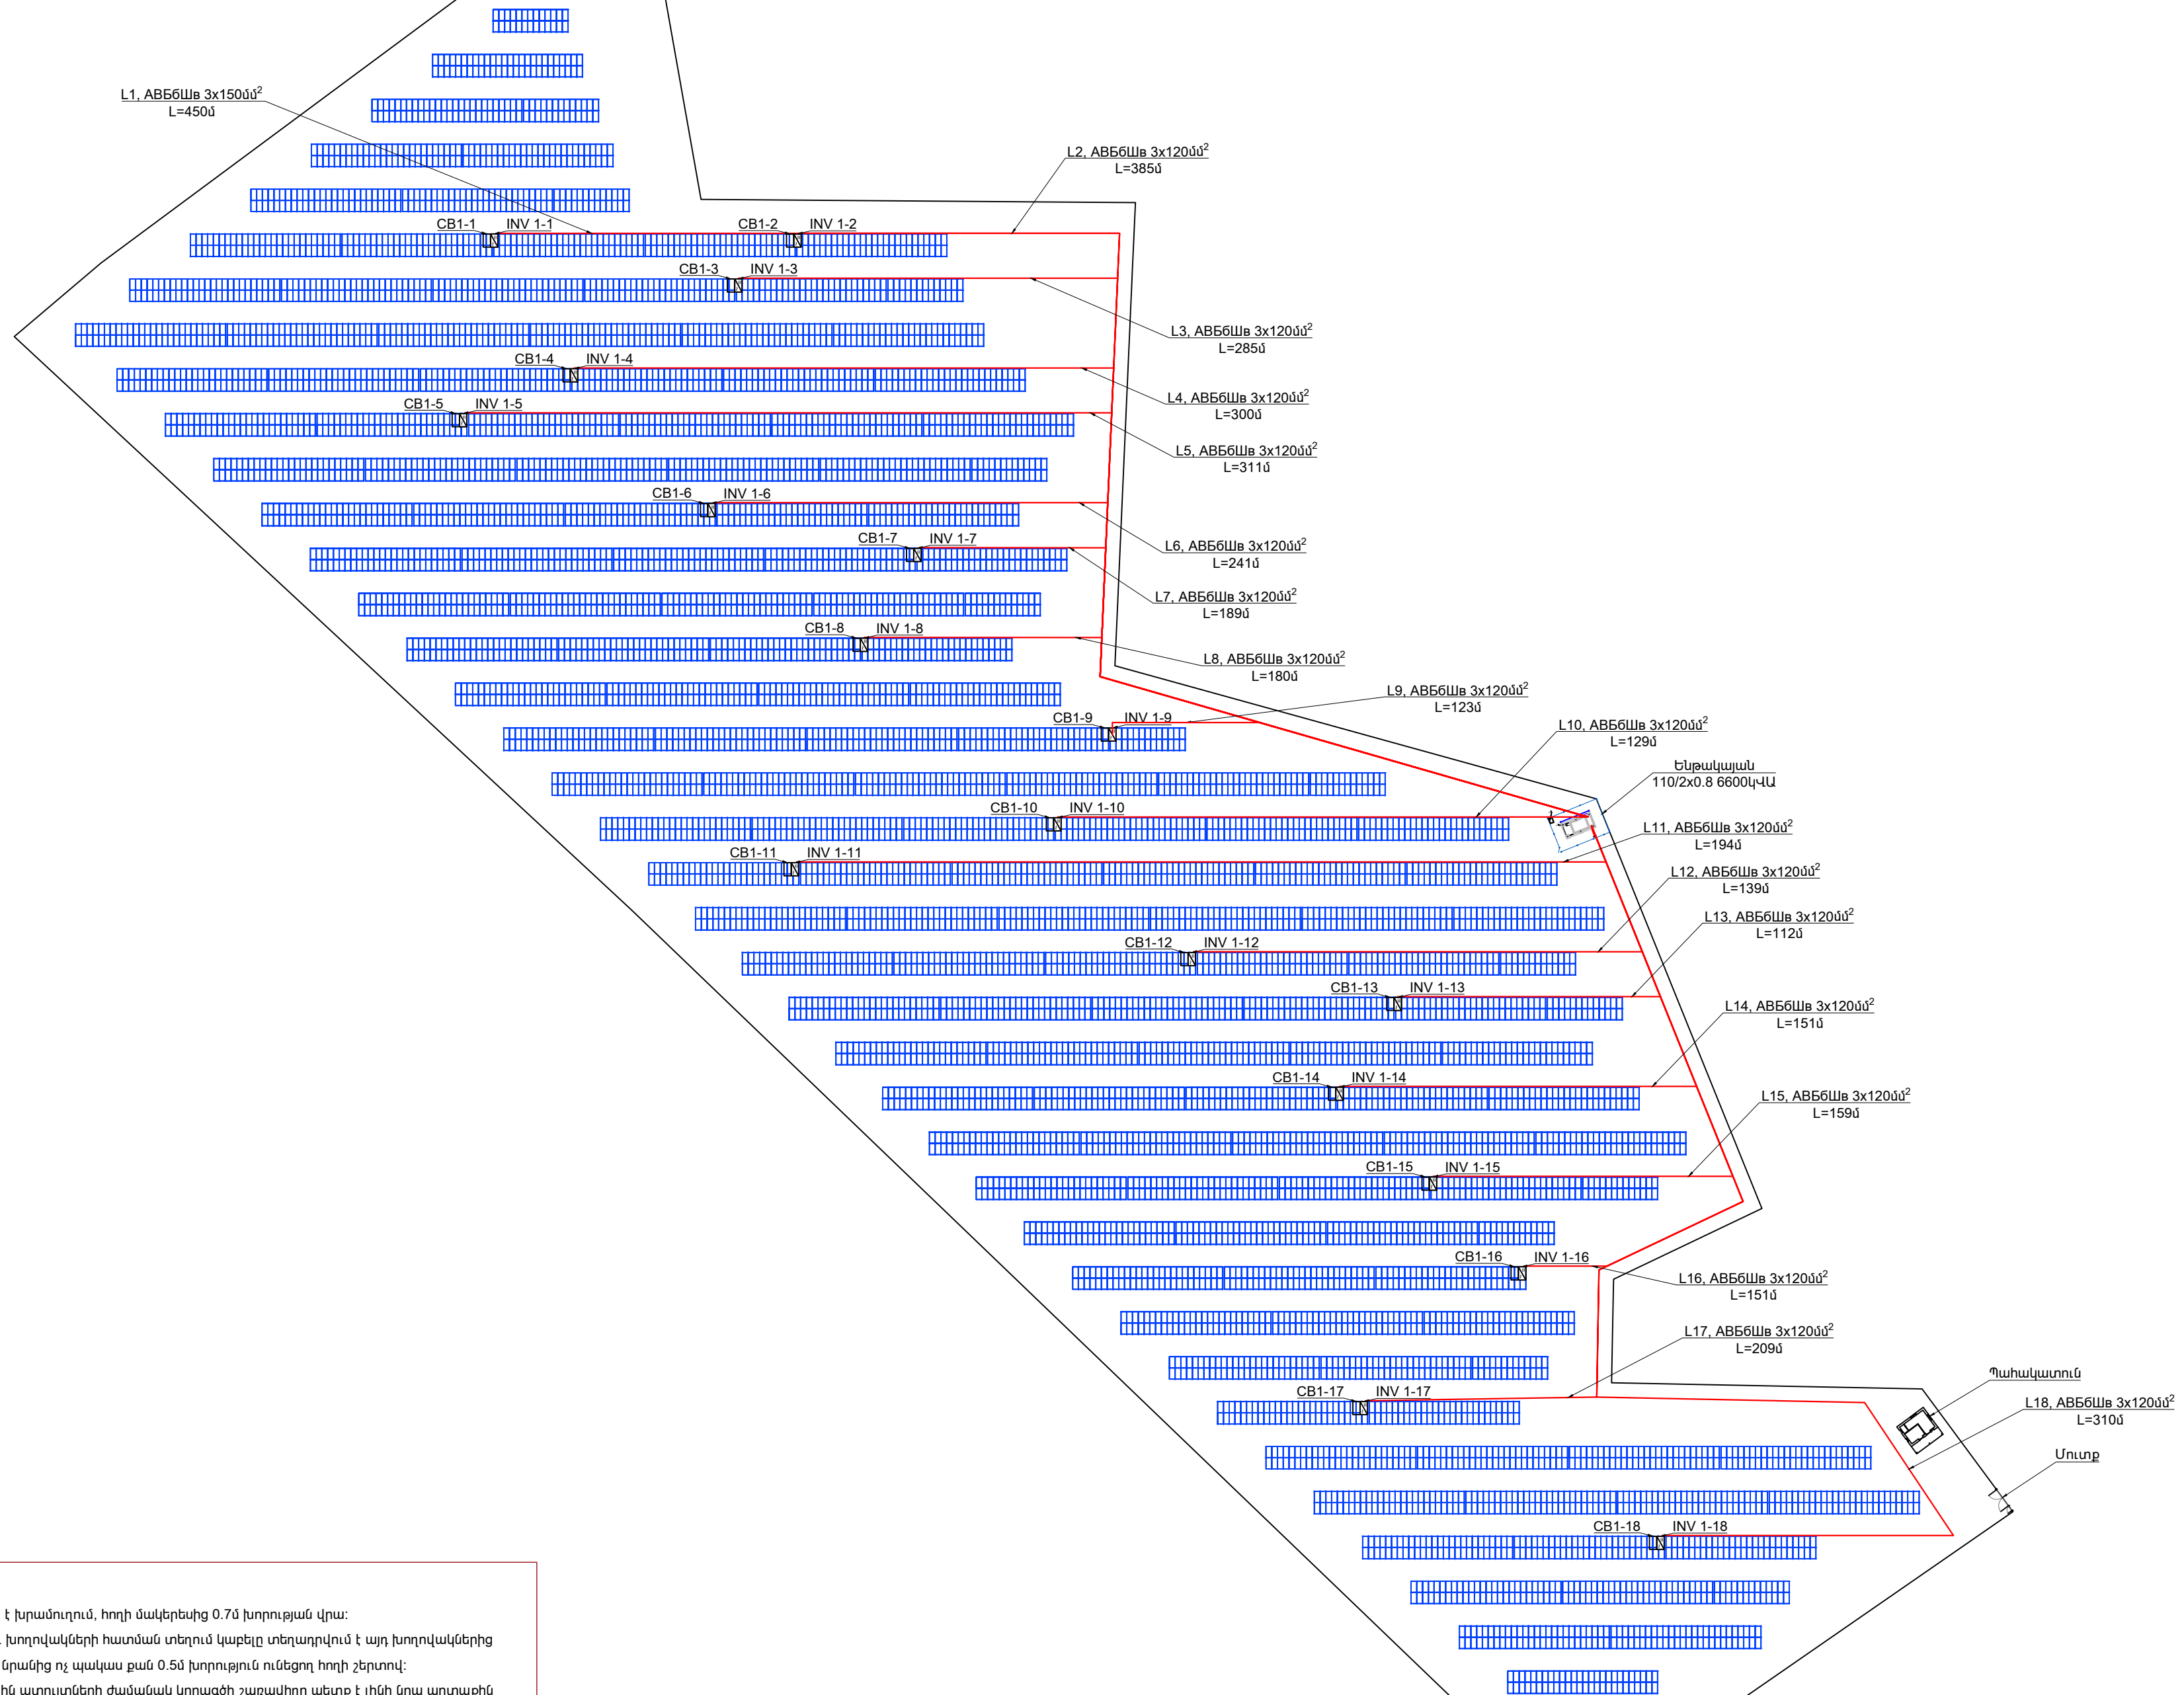 L1, АВБбШв 3x150մմ²
L=450մ
L2, АВБбШв 3x120մմ²
L=385մ
CB1-1 INV 1-1
CB1-2 INV 1-2
CB1-3 INV 1-3
L3, АВБбШв 3x120մմ²
L=285մ
CB1-4 INV 1-4
L4, АВБбШв 3x120մմ²
L=300մ
CB1-5 INV 1-5
L5, АВБбШв 3x120մմ²
L=311մ
CB1-6 INV 1-6
L6, АВБбШв 3x120մմ²
L=241մ
CB1-7 INV 1-7
L7, АВБбШв 3x120մմ²
L=189մ
CB1-8 INV 1-8
L8, АВБбШв 3x120մմ²
L=180մ
L9, АВБбШв 3x120մմ²
L=123մ
CB1-9 INV 1-9
L10, АВБбШв 3x120մմ²
L=129մ
Ենթակայան
110/2x0.8 6600կՎԱ
CB1-10 INV 1-10
L11, АВБбШв 3x120մմ²
L=194մ
CB1-11 INV 1-11
L12, АВБбШв 3x120մմ²
L=139մ
L13, АВБбШв 3x120մմ²
L=112մ
CB1-12 INV 1-12
CB1-13 INV 1-13
L14, АВБбШв 3x120մմ²
L=151մ
CB1-14 INV 1-14
L15, АВБбШв 3x120մմ²
L=159մ
CB1-15 INV 1-15
CB1-16 INV 1-16
L16, АВБбШв 3x120մմ²
L=151մ
L17, АВБбШв 3x120մմ²
L=209մ
Պահակատուն
CB1-17 INV 1-17
L18, АВБбШв 3x120մմ²
L=310մ
Մուտք
CB1-18 INV 1-18
է խրամուղում, հողի մակերեսից 0.7մ խորության վրա:
խողովակների հատման տեղում կաբելը տեղադրվում է այդ խողովակներից
նրանից ոչ պակաս քան 0.5մ խորություն ունեցող հողի շերտով: